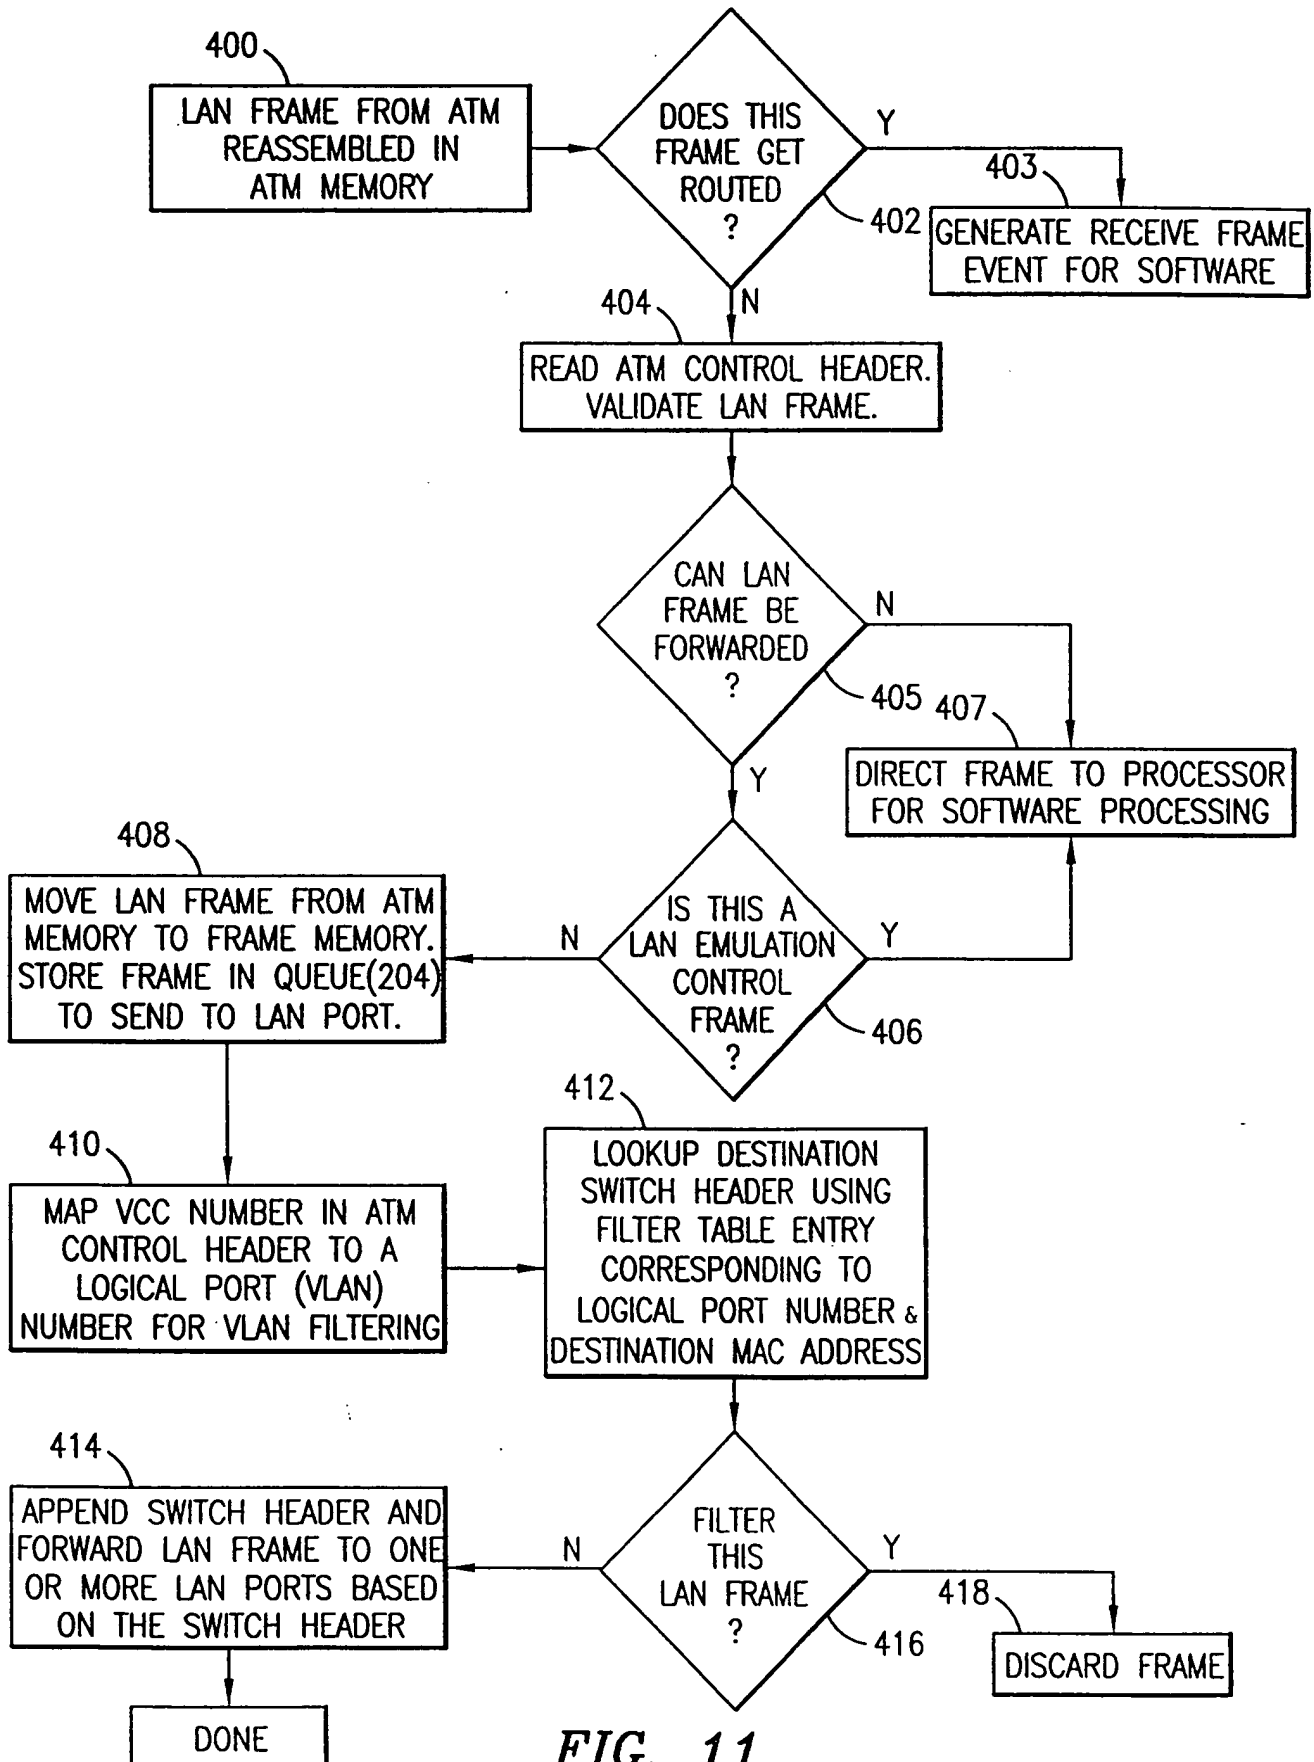 400
LAN FRAME FROM ATM
REASSEMBLED IN
ATM MEMORY
DOES THIS
FRAME GET
ROUTED
?
402
Y
403
GENERATE RECEIVE FRAME
EVENT FOR SOFTWARE
N
404
READ ATM CONTROL HEADER.
VALIDATE LAN FRAME.
CAN LAN
FRAME BE
FORWARDED
?
405
N
407
DIRECT FRAME TO PROCESSOR
FOR SOFTWARE PROCESSING
Y
IS THIS A
LAN EMULATION
CONTROL
FRAME
?
406
Y
N
408
MOVE LAN FRAME FROM ATM
MEMORY TO FRAME MEMORY.
STORE FRAME IN QUEUE(204)
TO SEND TO LAN PORT.
410
MAP VCC NUMBER IN ATM
CONTROL HEADER TO A
LOGICAL PORT (VLAN)
NUMBER FOR VLAN FILTERING
412
LOOKUP DESTINATION
SWITCH HEADER USING
FILTER TABLE ENTRY
CORRESPONDING TO
LOGICAL PORT NUMBER &
DESTINATION MAC ADDRESS
FILTER
THIS
LAN FRAME
?
416
Y
418
DISCARD FRAME
N
414
APPEND SWITCH HEADER AND
FORWARD LAN FRAME TO ONE
OR MORE LAN PORTS BASED
ON THE SWITCH HEADER
DONE
FIG. 11